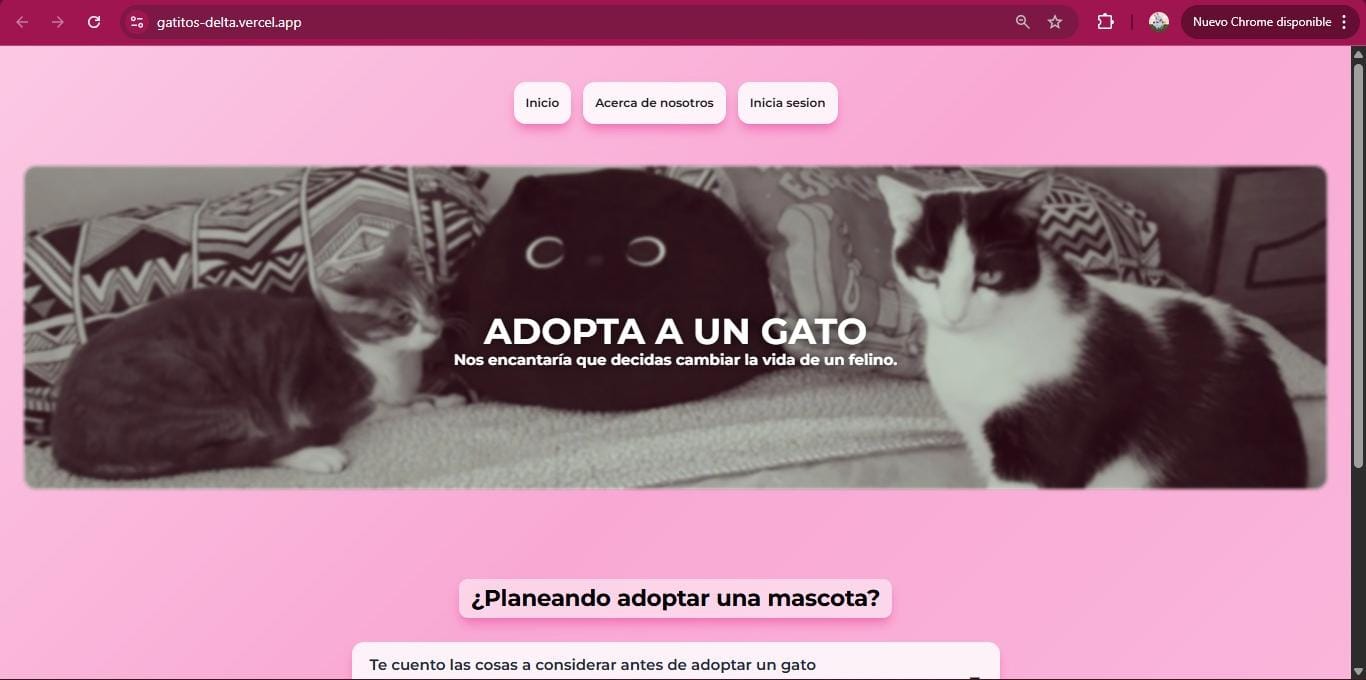 gatitos-delta.vercel.app
Nuevo Chrome disponible
Inicio
Acerca de nosotros
Inicia sesion
ADOPTA A UN GATO
Nos encantaría que decidas cambiar la vida de un felino.
¿Planeando adoptar una mascota?
Te cuento las cosas a considerar antes de adoptar un gato